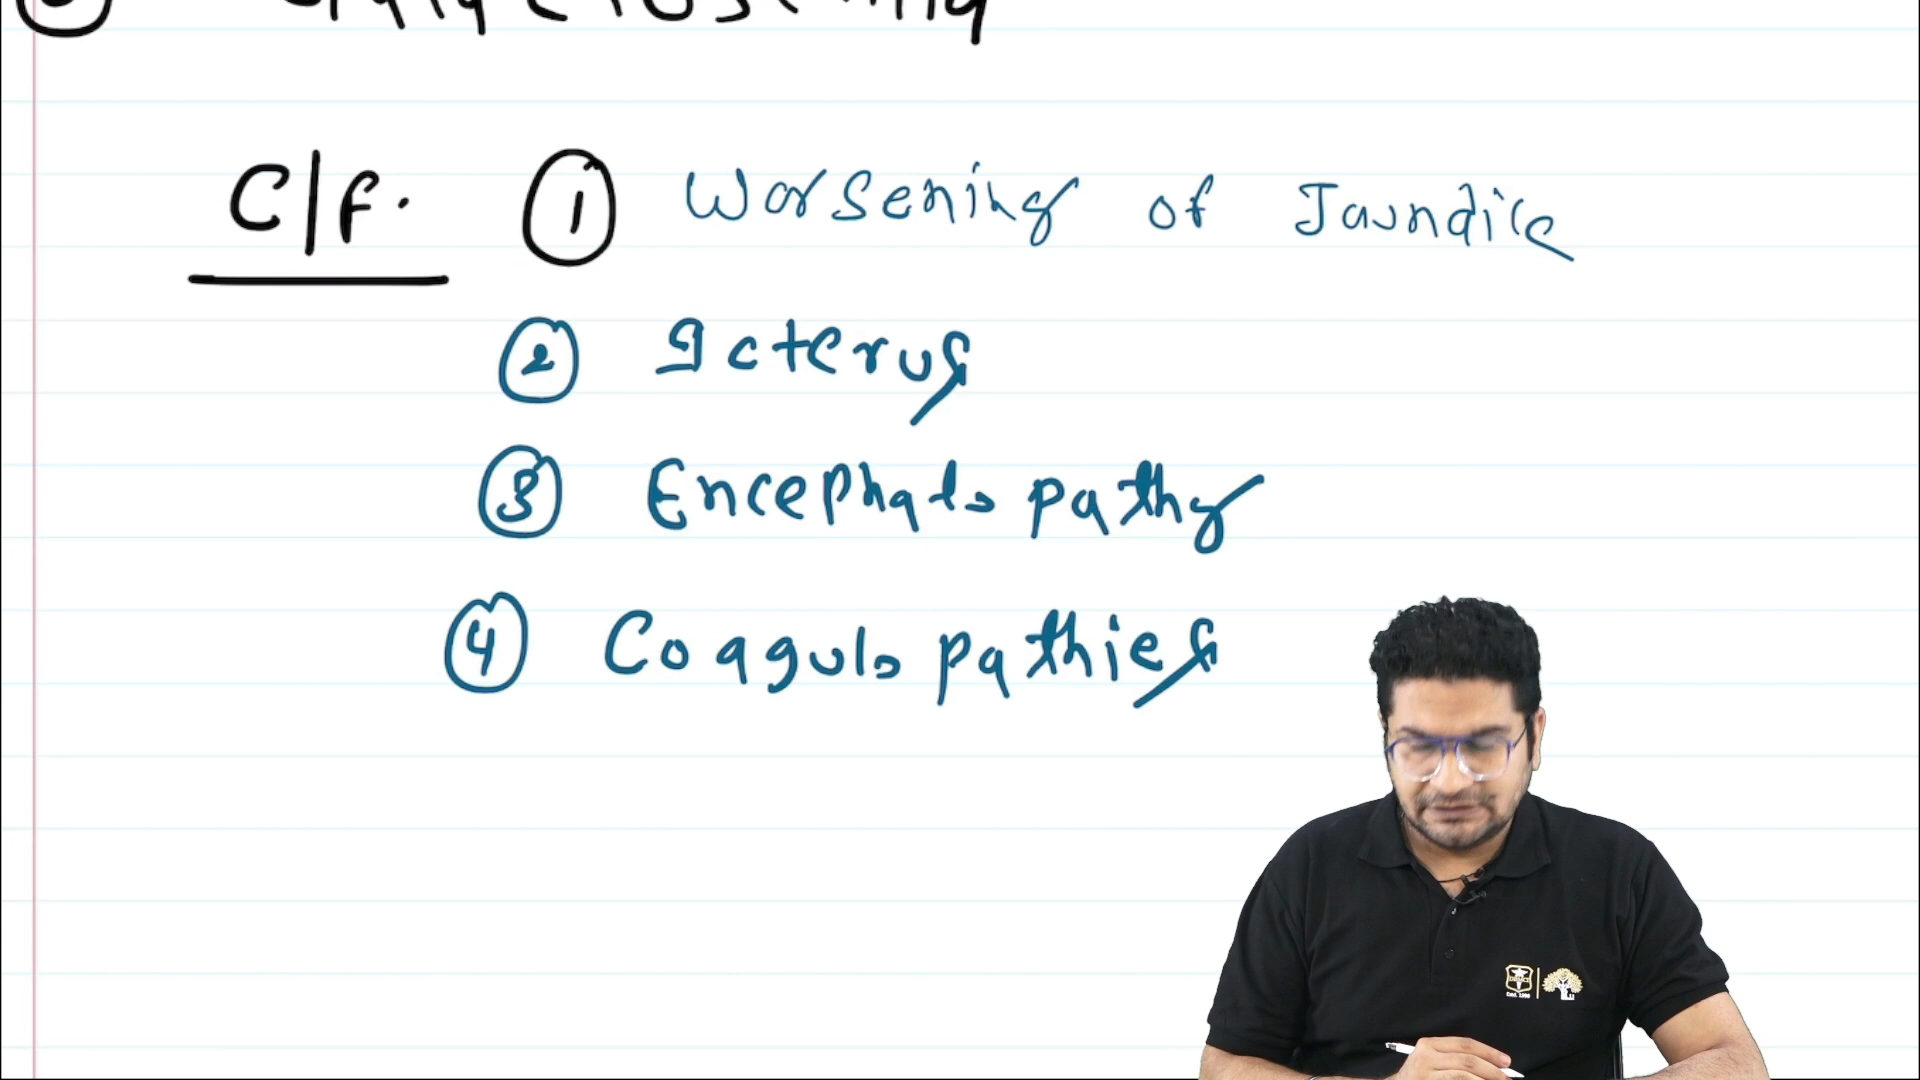 C/f. ① Worsening of Jaundice
② Icterus
③ Encephalopathy
④ Coagulopathies